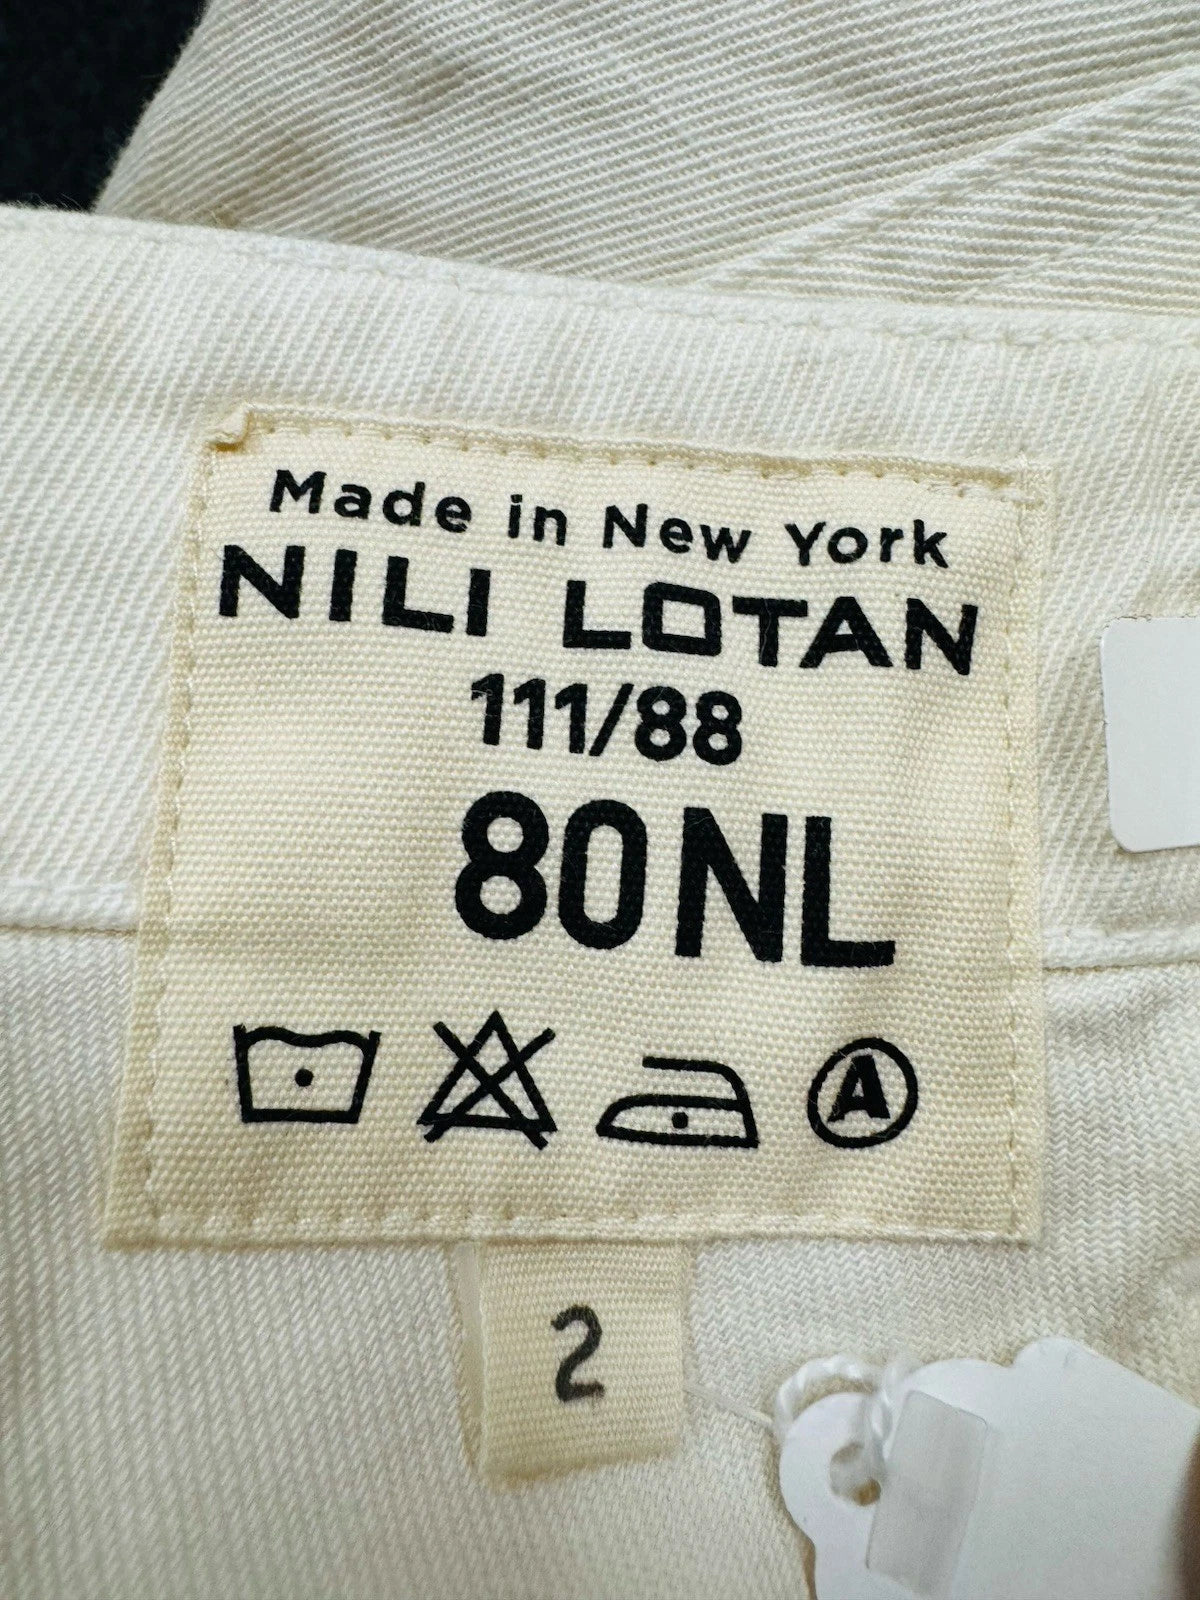 Made in New York
NILI LOTAN
111/88
80NL
A
2